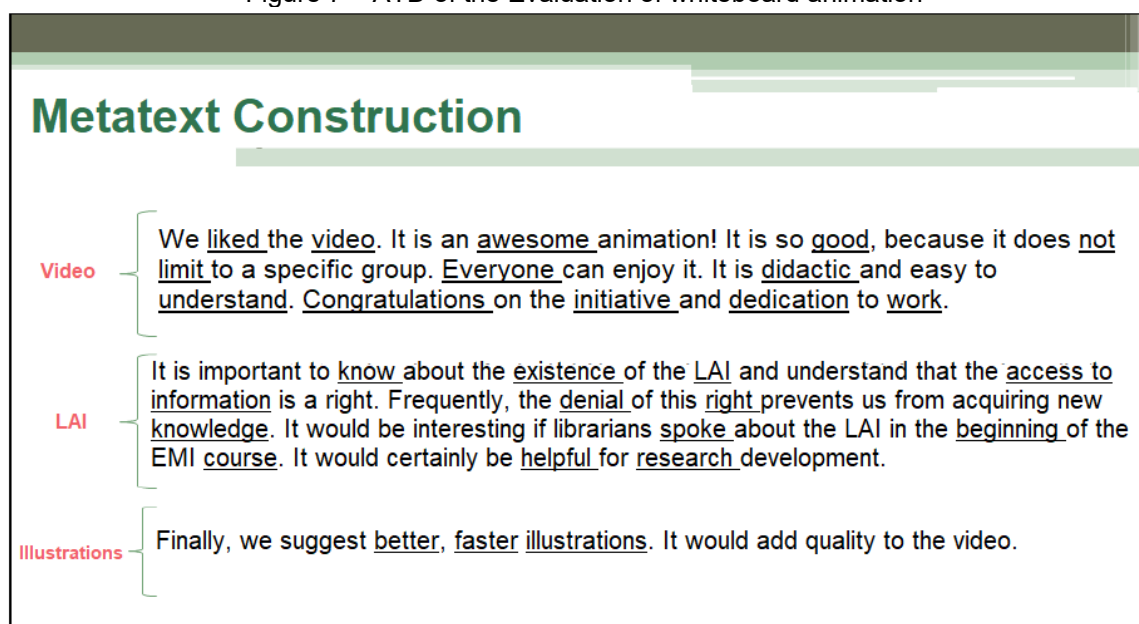 Metatext Construction
Video
We liked the video. It is an awesome animation! It is so good, because it does not
limit to a specific group. Everyone can enjoy it. It is didactic and easy to
understand. Congratulations on the initiative and dedication to work.
LAI
It is important to know about the existence of the LAI and understand that the access to
information is a right. Frequently, the denial of this right prevents us from acquiring new
knowledge. It would be interesting if librarians spoke about the LAI in the beginning of the
EMI course. It would certainly be helpful for research development.
Illustrations
Finally, we suggest better, faster illustrations. It would add quality to the video.